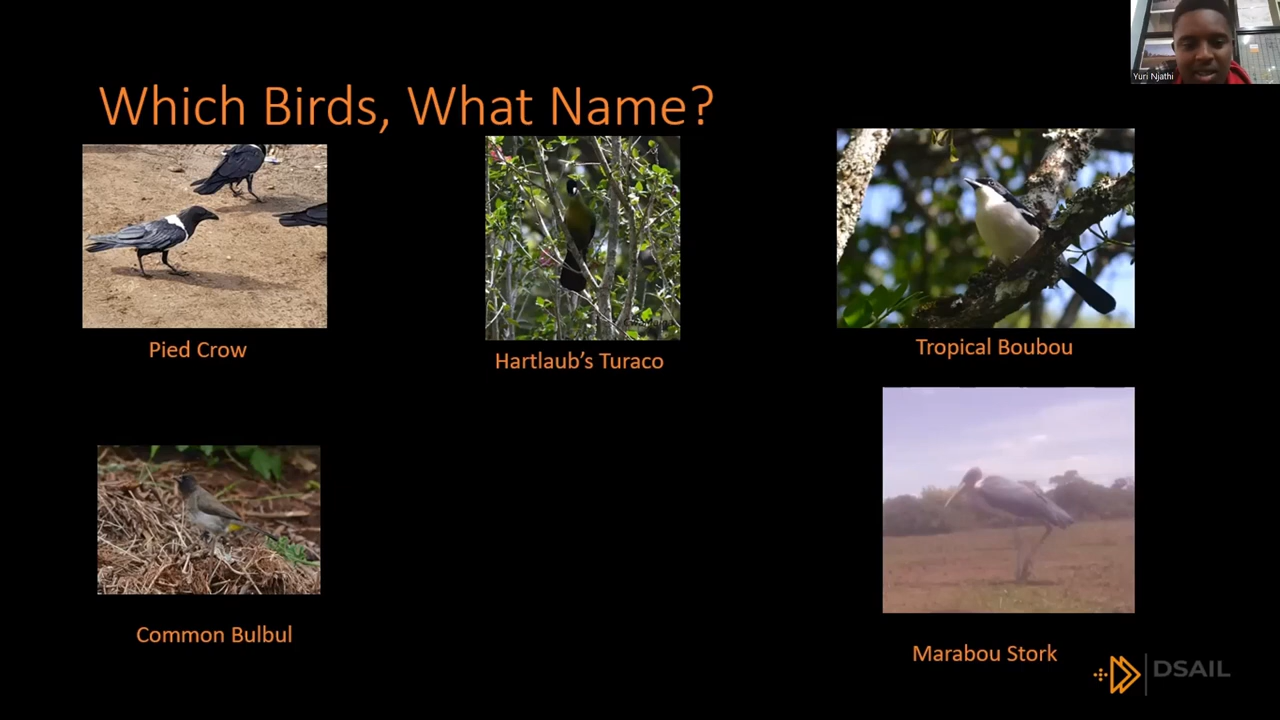 Yuri Njathi
Which Birds, What Name?
Pied Crow
Hartlaub's Turaco
Tropical Boubou
Common Bulbul
Marabou Stork
DSAIL